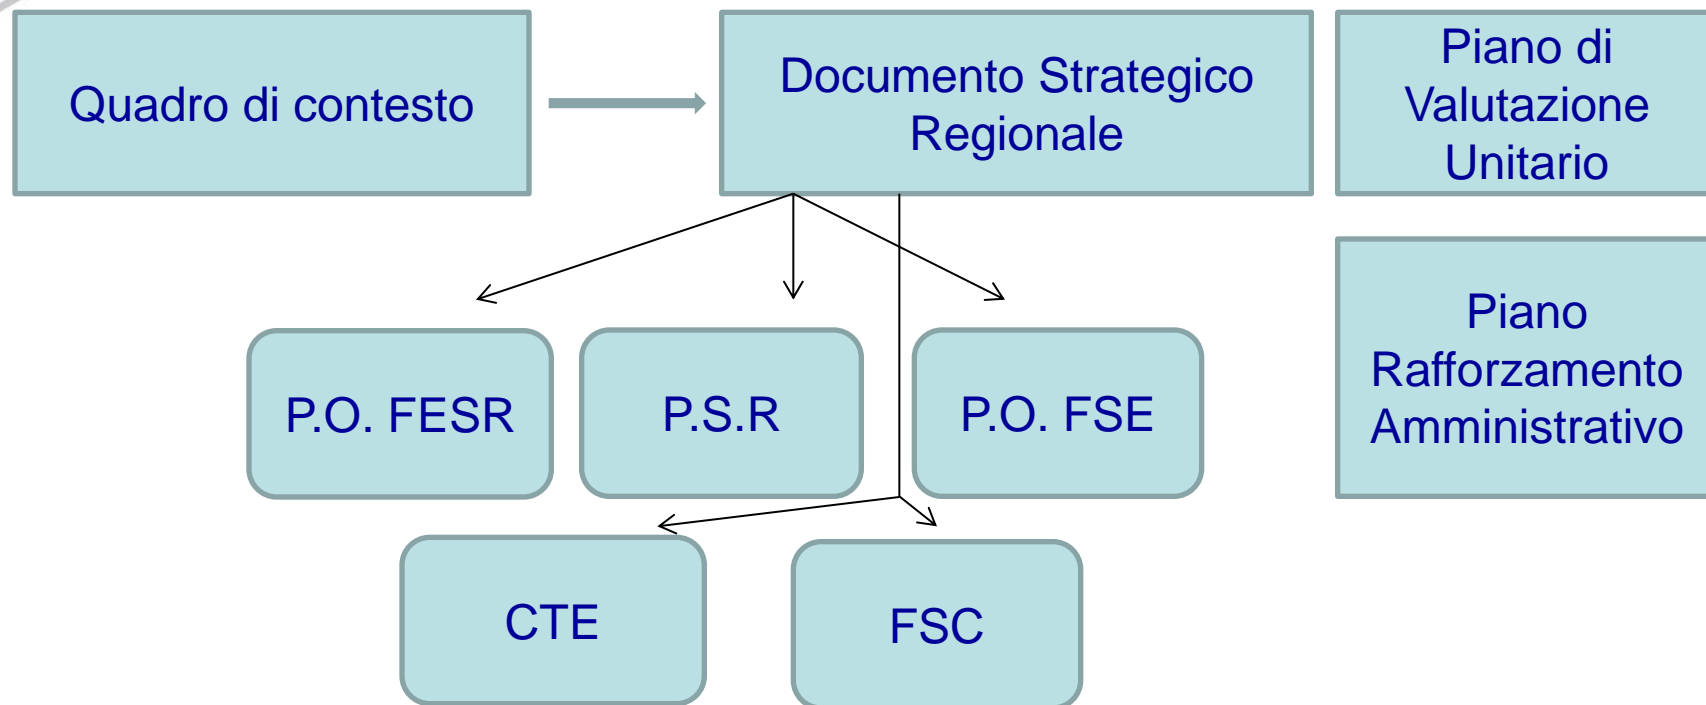 Quadro di contesto
Documento Strategico
Regionale
Piano di
Valutazione
Unitario
Piano
Rafforzamento
Amministrativo
P.O. FESR
P.S.R
P.O. FSE
CTE
FSC